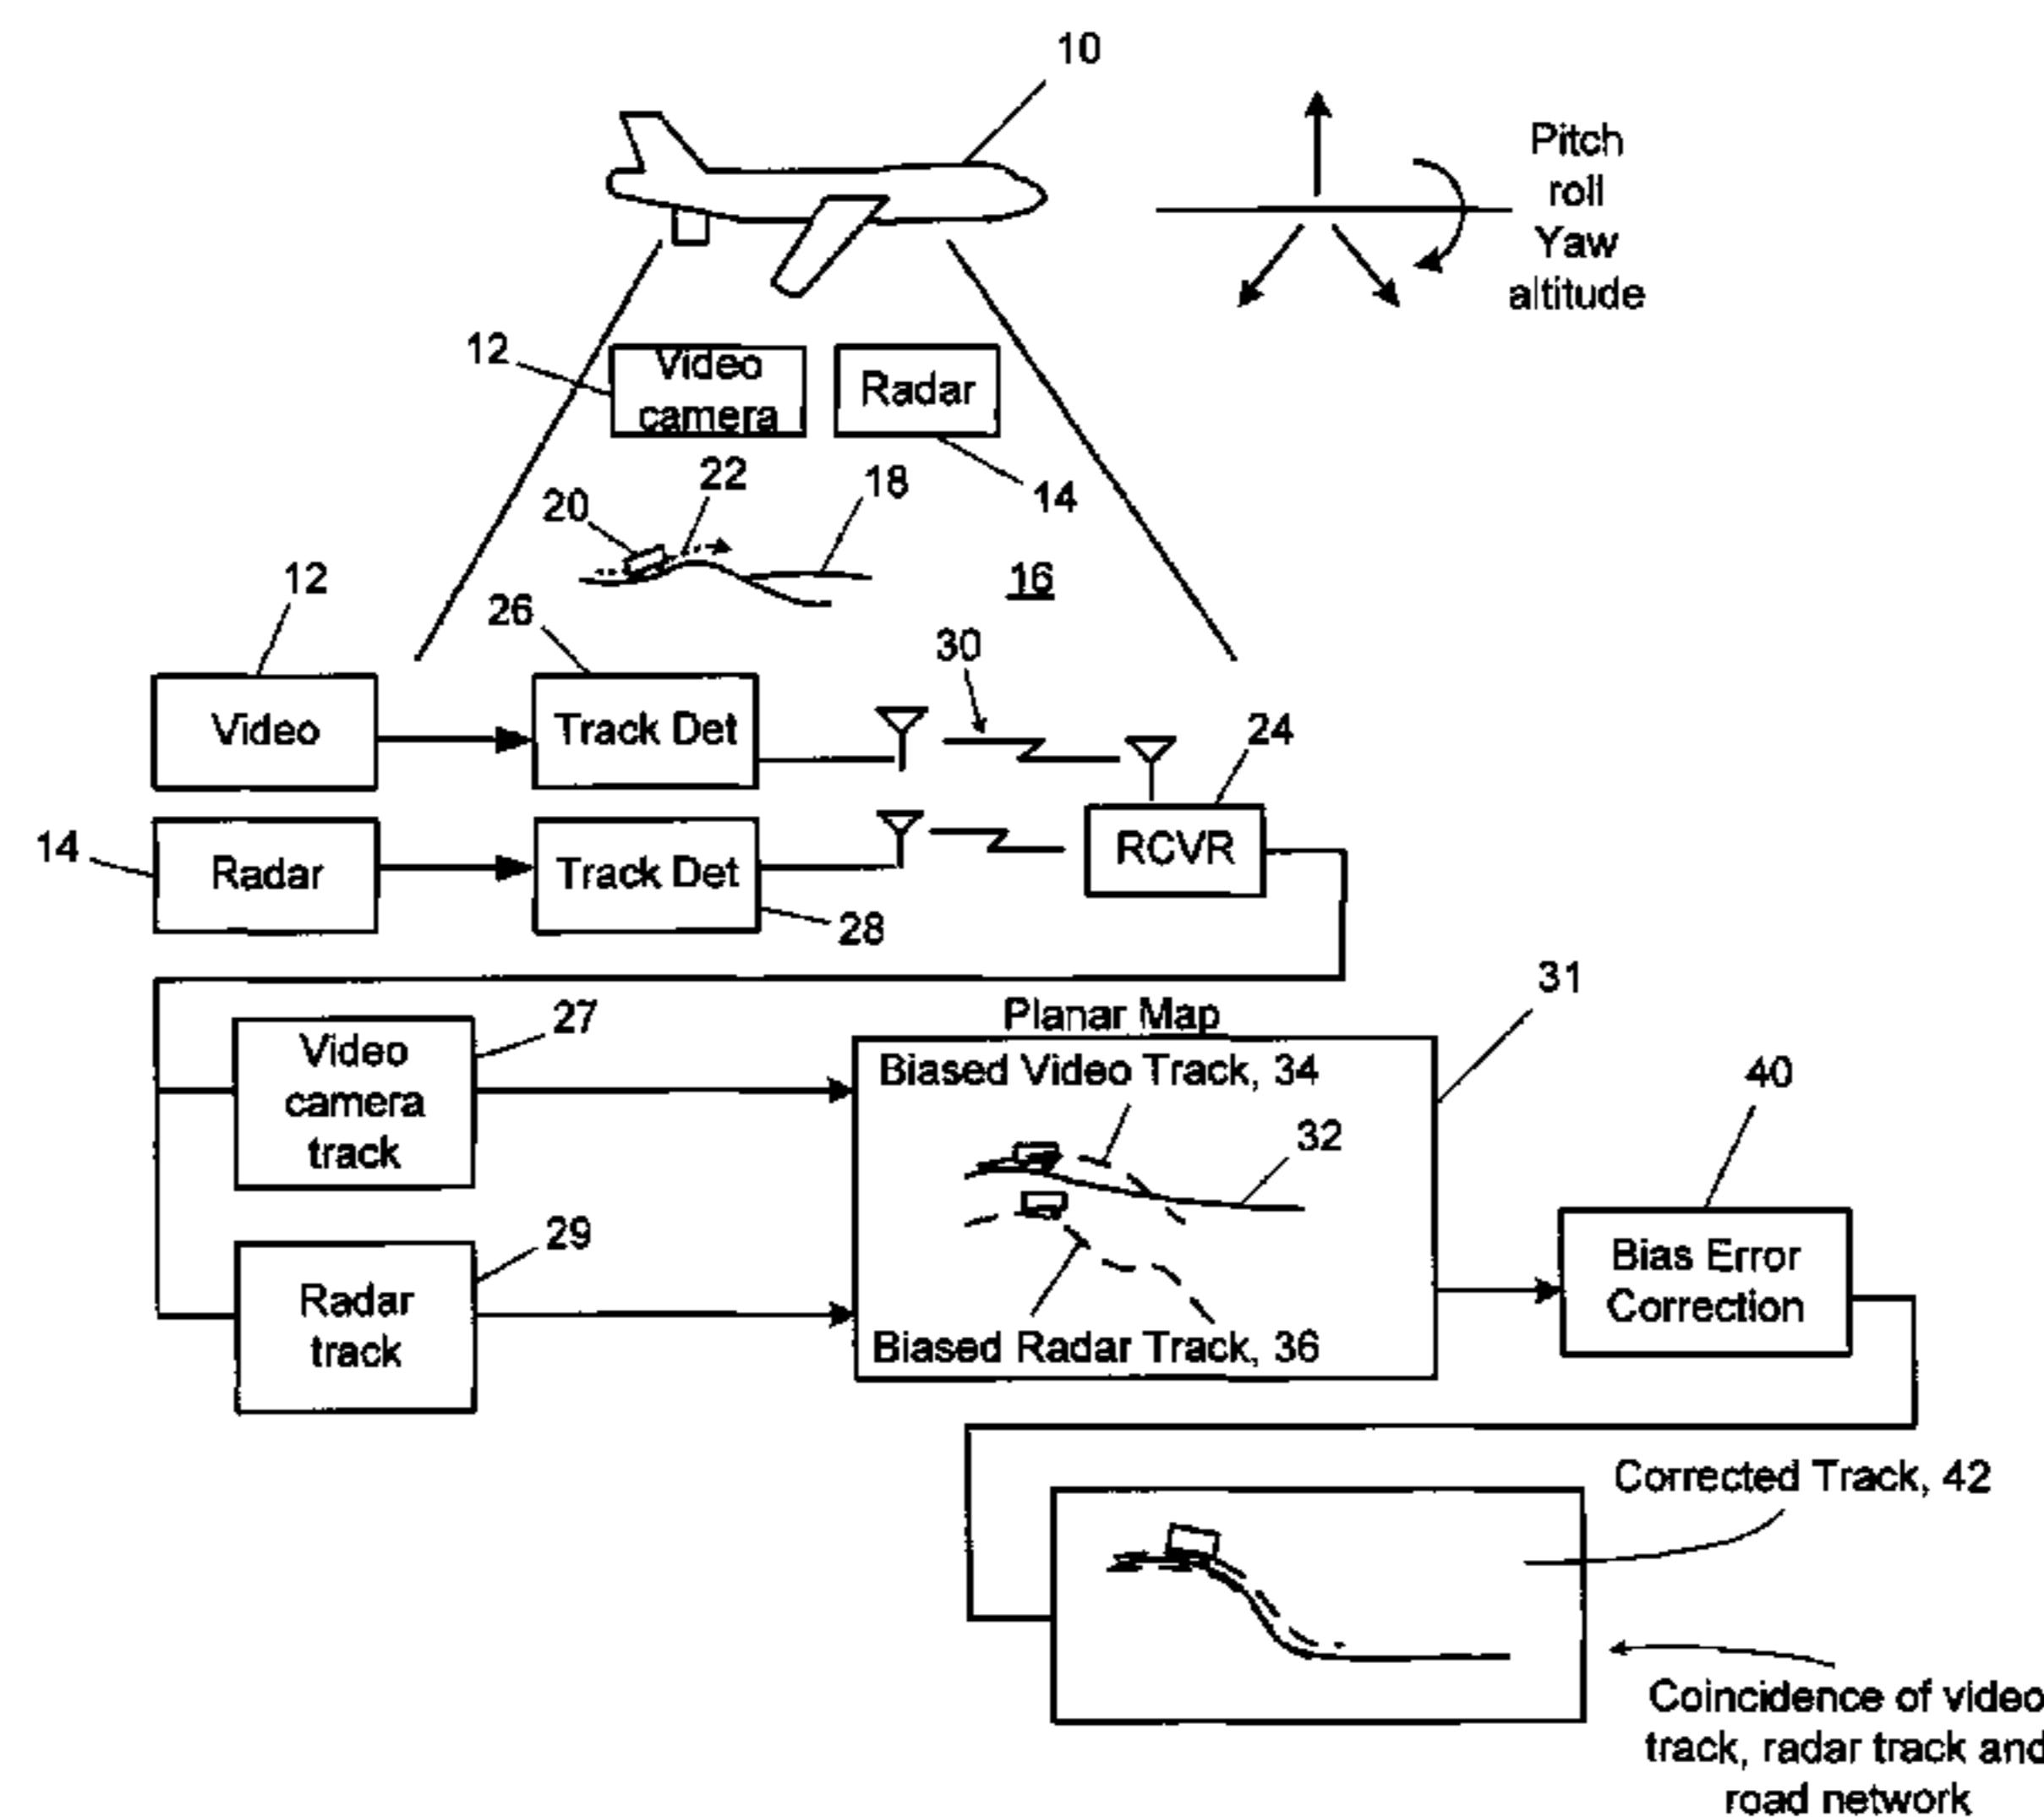 10
Pitch
roll
Yaw
altitude
12
Video
camera
Radar
14
20
22
18
16
12
26
30
24
Video
Track Det
14
Radar
Track Det
28
RCVR
27
Video
camera
track
29
Radar
track
Planar Map
31
Biased Video Track, 34
32
Biased Radar Track, 36
40
Bias Error
Correction
Corrected Track, 42
Coincidence of video
track, radar track and
road network